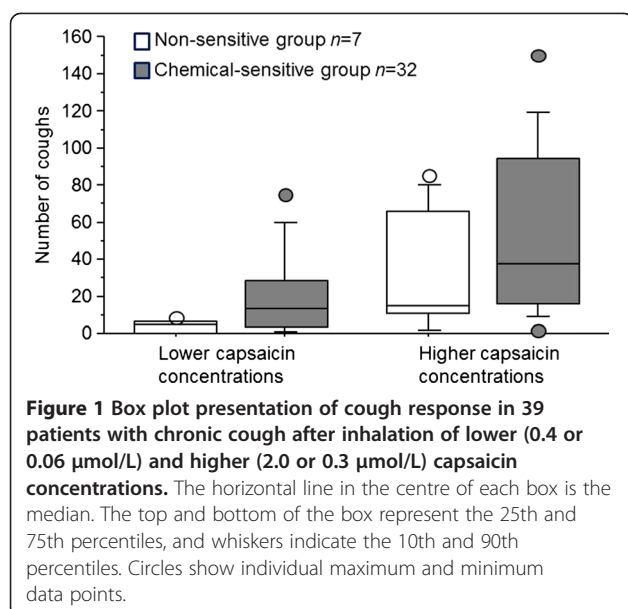 160
140
120
100
80
60
40
20
0
Number of coughs
Non-sensitive group n=7
Chemical-sensitive group n=32
Lower capsaicin
concentrations
Higher capsaicin
concentrations
Figure 1 Box plot presentation of cough response in 39
patients with chronic cough after inhalation of lower (0.4 or
0.06 μmol/L) and higher (2.0 or 0.3 μmol/L) capsaicin
concentrations. The horizontal line in the centre of each box is the
median. The top and bottom of the box represent the 25th and
75th percentiles, and whiskers indicate the 10th and 90th
percentiles. Circles show individual maximum and minimum
data points.